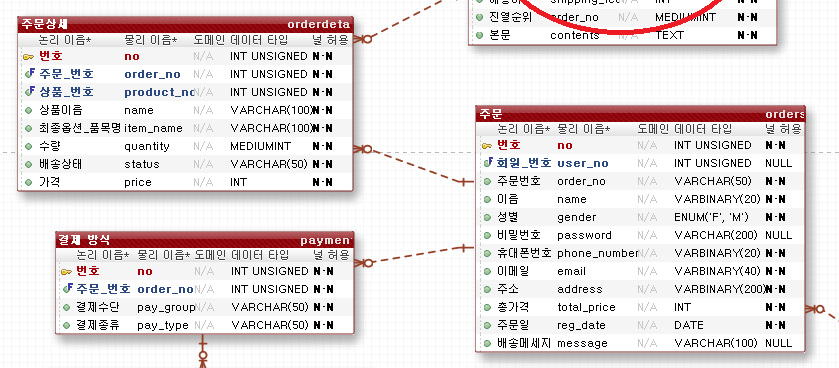 주문상세 orderdeta
논리 이름* 물리 이름* 도메인 데이터 타입 널 허용
번호 no N/A INT UNSIGNED N-N
주문_번호 order_no N/A INT UNSIGNED N-N
상품_번호 product_no N/A INT UNSIGNED N-N
상품이름 name N/A VARCHAR(100) N-N
최종옵션_품목명 item_name N/A VARCHAR(100) N-N
수량 quantity N/A MEDIUMINT N-N
배송상태 status N/A VARCHAR(50) N-N
가격 price N/A INT N-N
진열순위 order_no N/A MEDIUMINT N-N
본문 contents N/A TEXT N-N
주문 orders
논리 이름* 물리 이름* 도메인 데이터 타입 널 허용
번호 no N/A INT UNSIGNED N-N
회원_번호 user_no N/A INT UNSIGNED NULL
주문번호 order_no N/A VARCHAR(50) N-N
이름 name N/A VARBINARY(20) N-N
성별 gender N/A ENUM('F', 'M') N-N
비밀번호 password N/A VARCHAR(200) NULL
휴대폰번호 phone_number N/A VARBINARY(20) N-N
이메일 email N/A VARBINARY(40) N-N
주소 address N/A VARBINARY(200) N-N
총가격 total_price N/A INT N-N
주문일 reg_date N/A DATE N-N
배송메세지 message N/A VARCHAR(100) NULL
결제 방식 paymen
논리 이름* 물리 이름* 도메인 데이터 타입 널 허용
번호 no N/A INT UNSIGNED N-N
주문_번호 order_no N/A INT UNSIGNED N-N
결제수단 pay_group N/A VARCHAR(50) N-N
결제종류 pay_type N/A VARCHAR(50) N-N